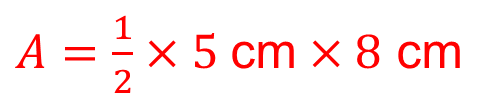 A = 1/2 × 5 cm × 8 cm